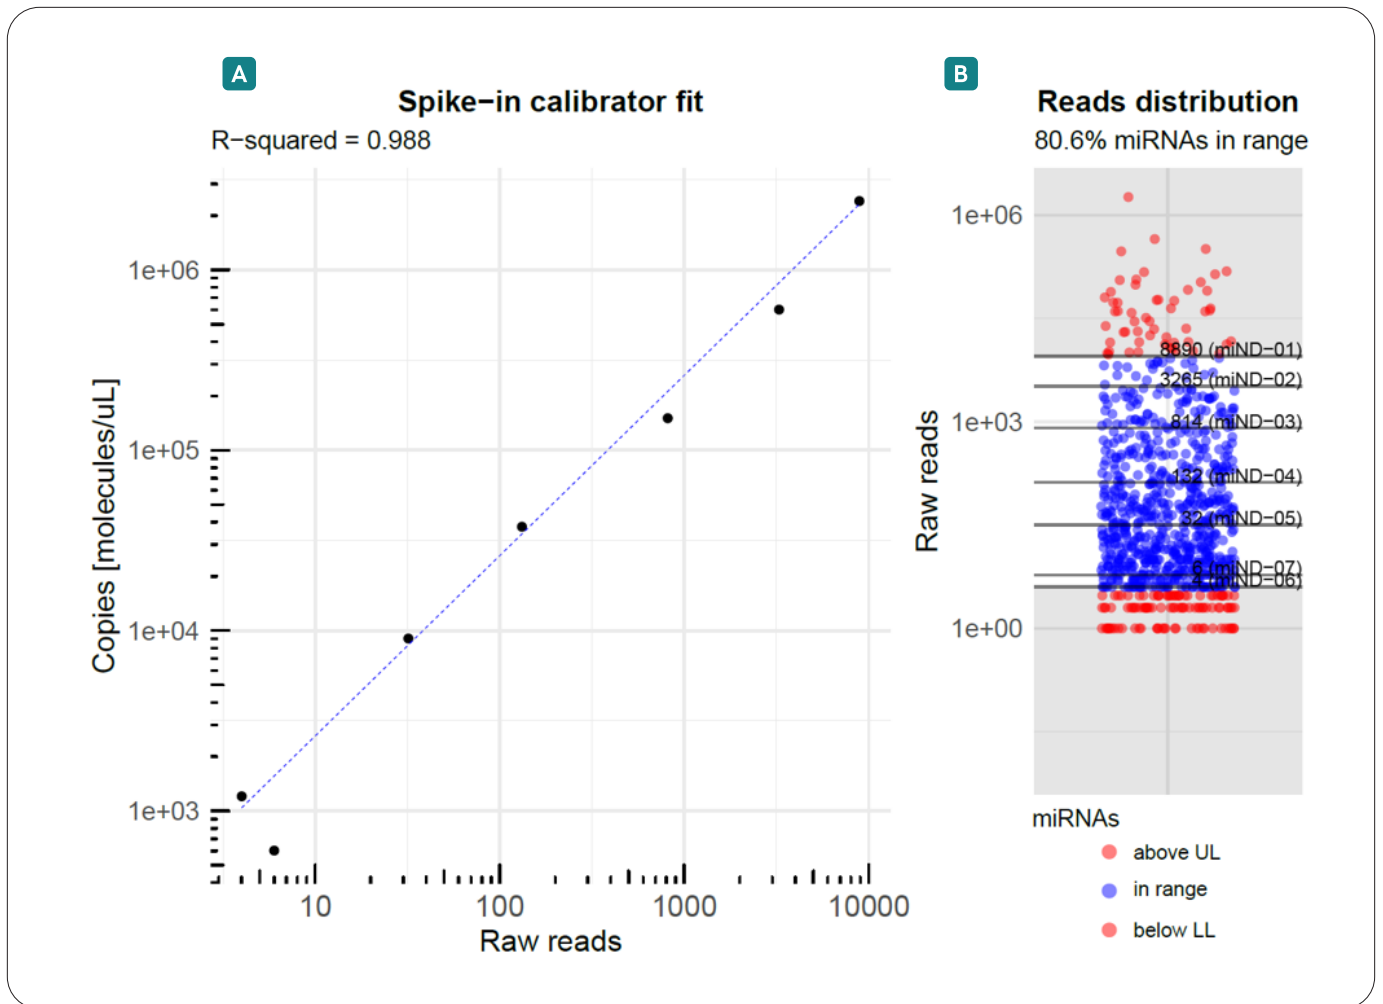 A
Spike−in calibrator fit
R−squared = 0.988
Copies [molecules/uL]
1e+06
1e+05
1e+04
1e+03
10 100 1000 10000
Raw reads
B
Reads distribution
80.6% miRNAs in range
Raw reads
1e+06
1e+03
1e+00
8890 (miND−01)
3265 (miND−02)
814 (miND−03)
132 (miND−04)
32 (miND−05)
6 (miND−07)
4 (miND−06)
miRNAs
above UL
in range
below LL